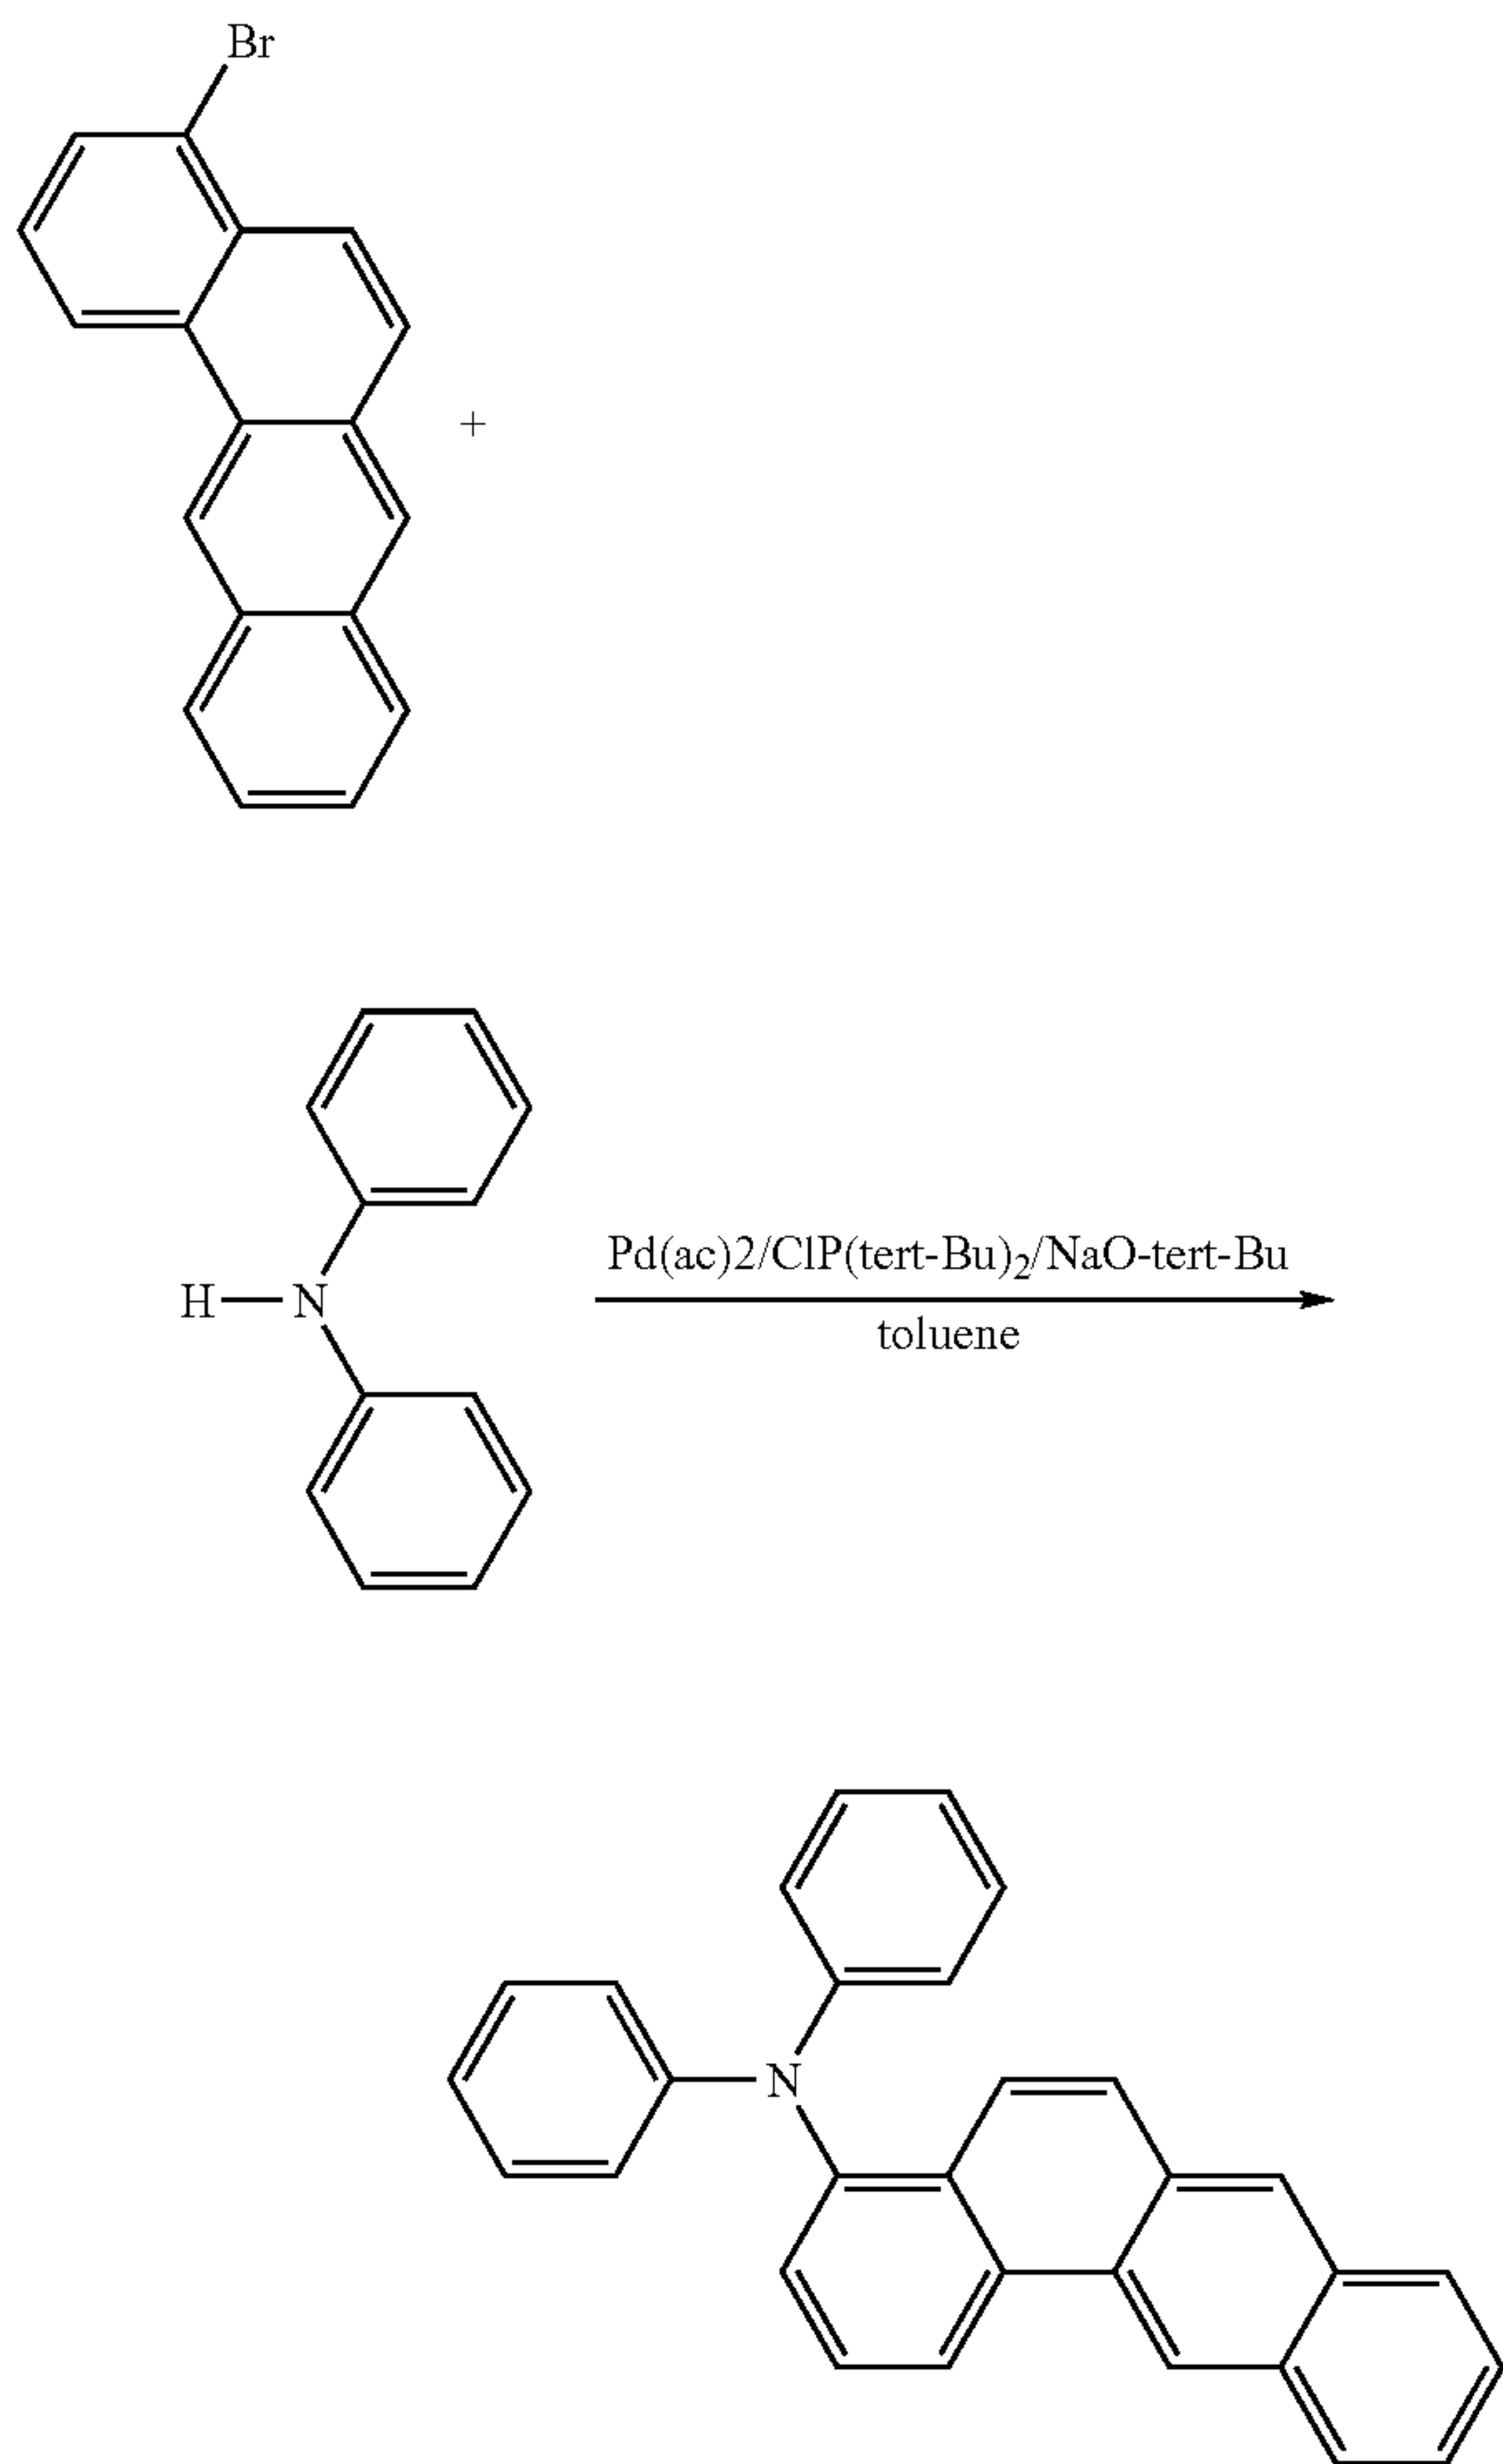 Br
+
H—N
Pd(ac)2/ClP(tert-Bu)₂/NaO-tert-Bu
toluene
N